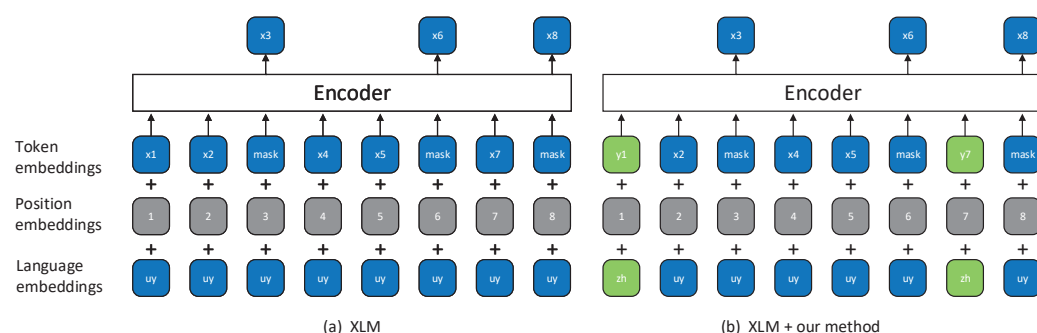 x3 x6 x8 x3 x6 x8
Encoder Encoder
Token embeddings x1 x2 mask x4 x5 mask x7 mask y1 x2 mask x4 x5 mask y7 mask
+ + + + + + + + + + + + + + + +
Position embeddings 1 2 3 4 5 6 7 8 1 2 3 4 5 6 7 8
+ + + + + + + + + + + + + + + +
Language embeddings uy uy uy uy uy uy uy uy zh uy uy uy uy uy zh uy
(a) XLM (b) XLM + our method